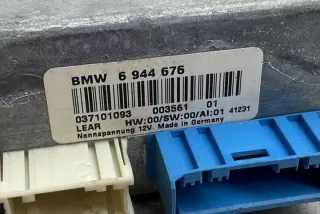 BMW 6 944 676
037101093 003561 01
LEAR HW:00/SW:00/AI:01 41231
Nennspannung 12V Made in Germany